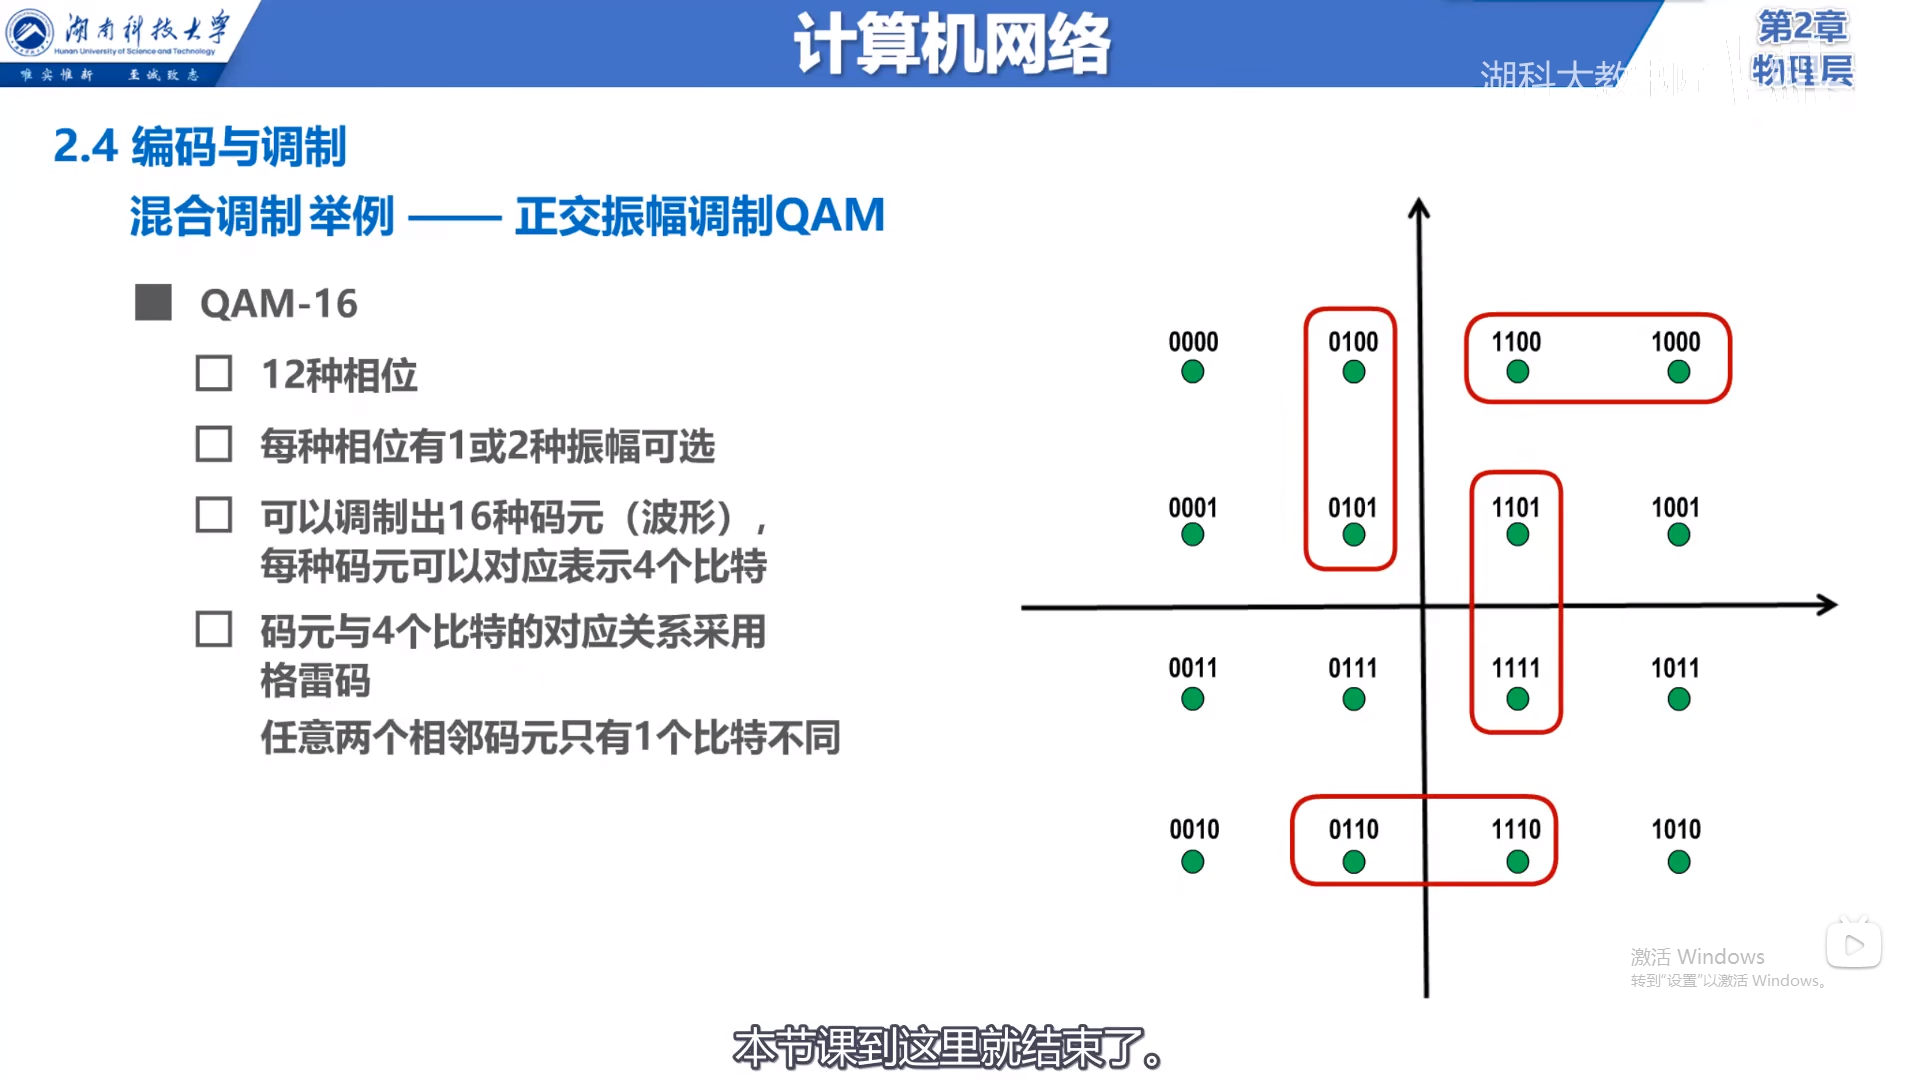 湖南科技大学
Hunan University of Science and Technology
唯实惟新 至诚致志
计算机网络
第2章
物理层
湖科大教书匠
2.4 编码与调制
混合调制 举例 —— 正交振幅调制QAM
QAM-16
12种相位
每种相位有1或2种振幅可选
可以调制出16种码元（波形），
每种码元可以对应表示4个比特
码元与4个比特的对应关系采用
格雷码
任意两个相邻码元只有1个比特不同
0000 0100 1100 1000
0001 0101 1101 1001
0011 0111 1111 1011
0010 0110 1110 1010
激活 Windows
转到“设置”以激活 Windows。
本节课到这里就结束了。